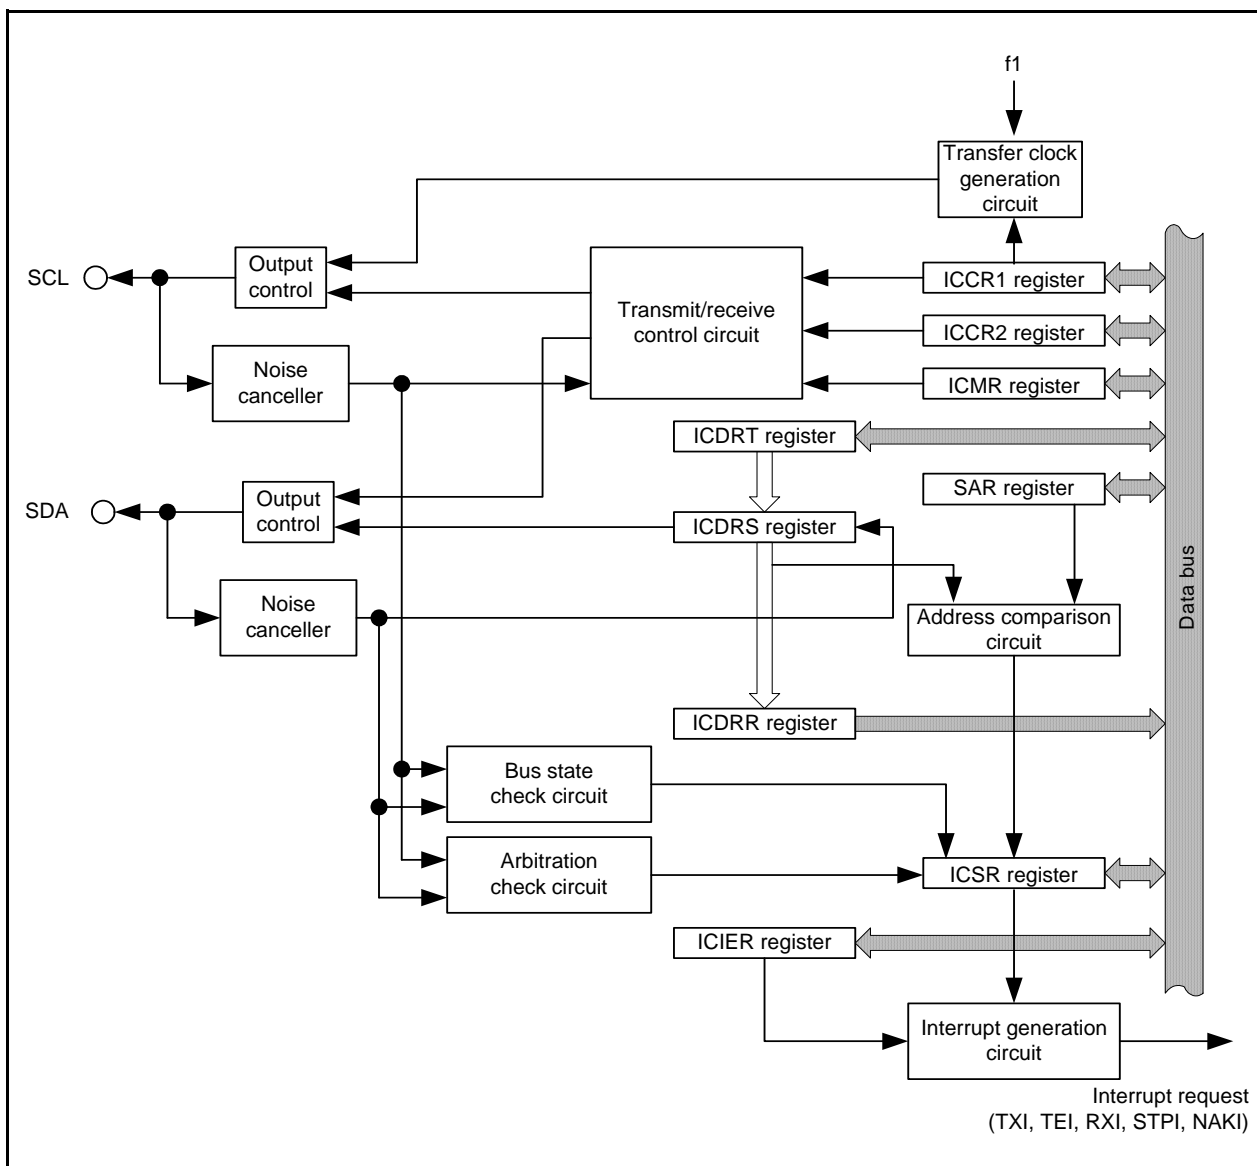 f1
Transfer clock
generation
circuit
SCL
Output
control
Transmit/receive
control circuit
ICCR1 register
ICCR2 register
Noise
canceller
ICMR register
ICDRT register
SAR register
SDA
Output
control
ICDRS register
Data bus
Noise
canceller
Address comparison
circuit
ICDRR register
Bus state
check circuit
Arbitration
check circuit
ICSR register
ICIER register
Interrupt generation
circuit
Interrupt request
(TXI, TEI, RXI, STPI, NAKI)